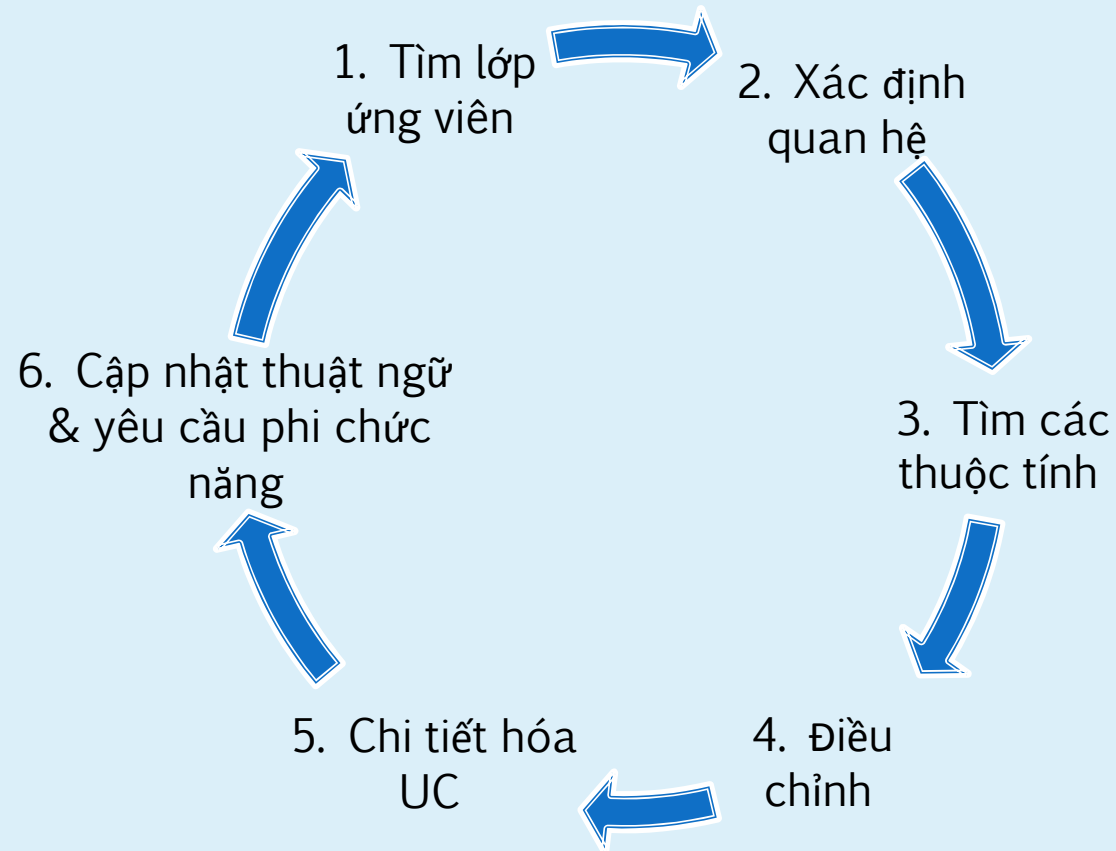 1. Tìm lớp
ứng viên
2. Xác định
quan hệ
3. Tìm các
thuộc tính
4. Điều
chỉnh
5. Chi tiết hóa
UC
6. Cập nhật thuật ngữ
& yêu cầu phi chức
năng